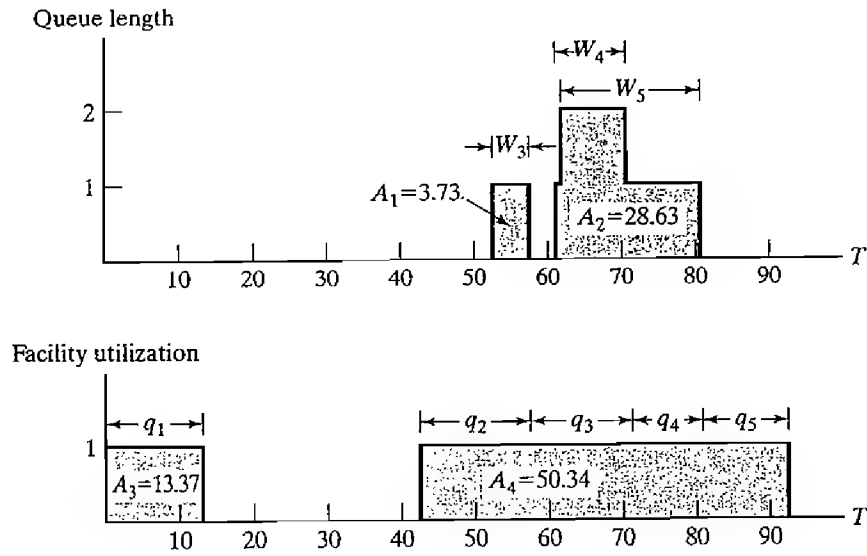 Queue length
W4
W5
2
W3
A1=3.73
1
A2=28.63
10 20 30 40 50 60 70 80 90 T
Facility utilization
q1 q2 q3 q4 q5
1
A3=13.37 A4=50.34
10 20 30 40 50 60 70 80 90 T